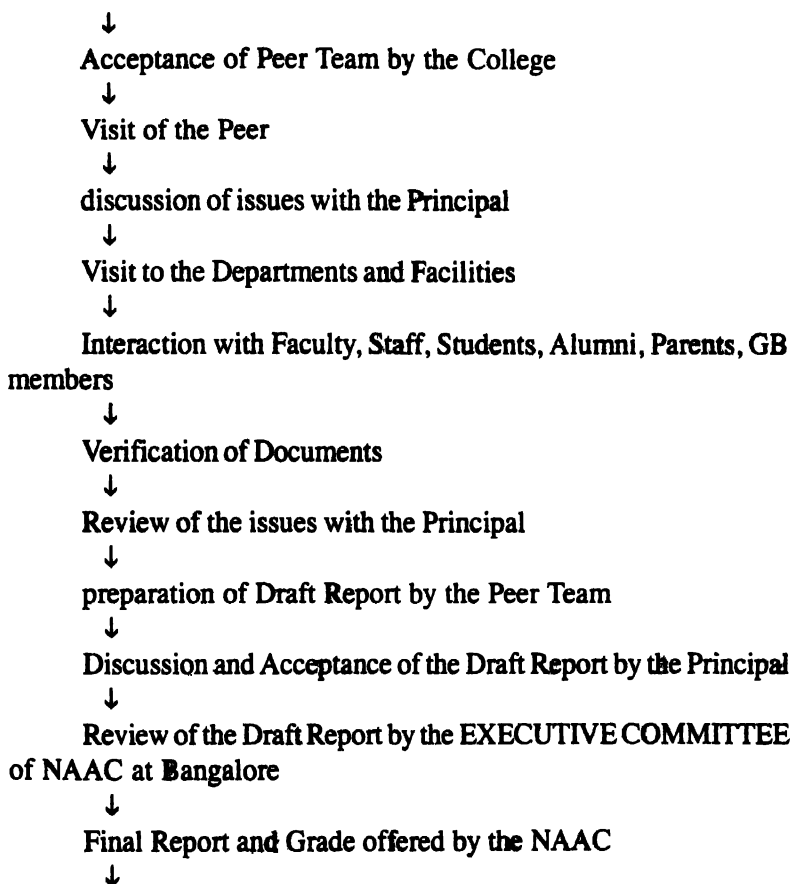 ↓
Acceptance of Peer Team by the College
↓
Visit of the Peer
↓
discussion of issues with the Principal
↓
Visit to the Departments and Facilities
↓
Interaction with Faculty, Staff, Students, Alumni, Parents, GB
members
↓
Verification of Documents
↓
Review of the issues with the Principal
↓
preparation of Draft Report by the Peer Team
↓
Discussion and Acceptance of the Draft Report by the Principal
↓
Review of the Draft Report by the EXECUTIVE COMMITTEE
of NAAC at Bangalore
↓
Final Report and Grade offered by the NAAC
↓